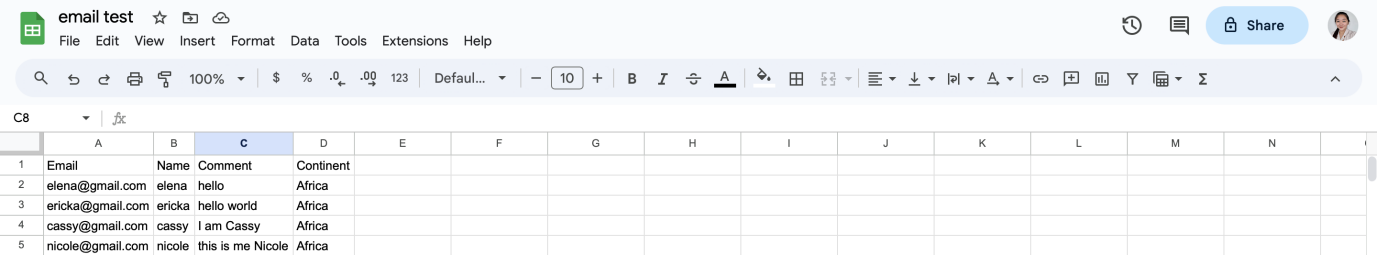 email test
File Edit View Insert Format Data Tools Extensions Help
Share
100% $ % .0 .00 123 Defaul... 10 B I S A Σ
C8 fx
A B C D E F G H I J K L M N
1 Email Name Comment Continent
2 elena@gmail.com elena hello Africa
3 ericka@gmail.com ericka hello world Africa
4 cassy@gmail.com cassy I am Cassy Africa
5 nicole@gmail.com nicole this is me Nicole Africa